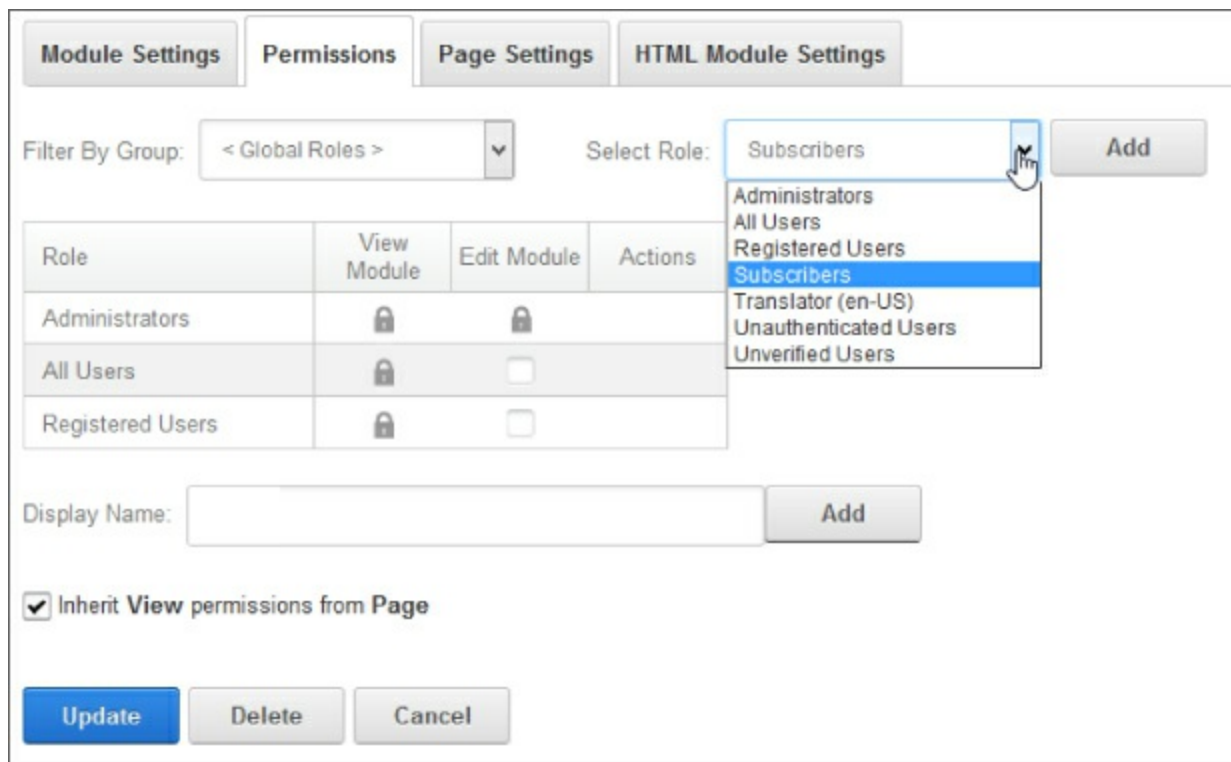 Module Settings Permissions Page Settings HTML Module Settings
Filter By Group: < Global Roles > Select Role: Subscribers Add
Administrators
All Users
Registered Users
Subscribers
Translator (en-US)
Unauthenticated Users
Unverified Users
Role View Module Edit Module Actions
Administrators
All Users
Registered Users
Display Name: Add
Inherit View permissions from Page
Update Delete Cancel